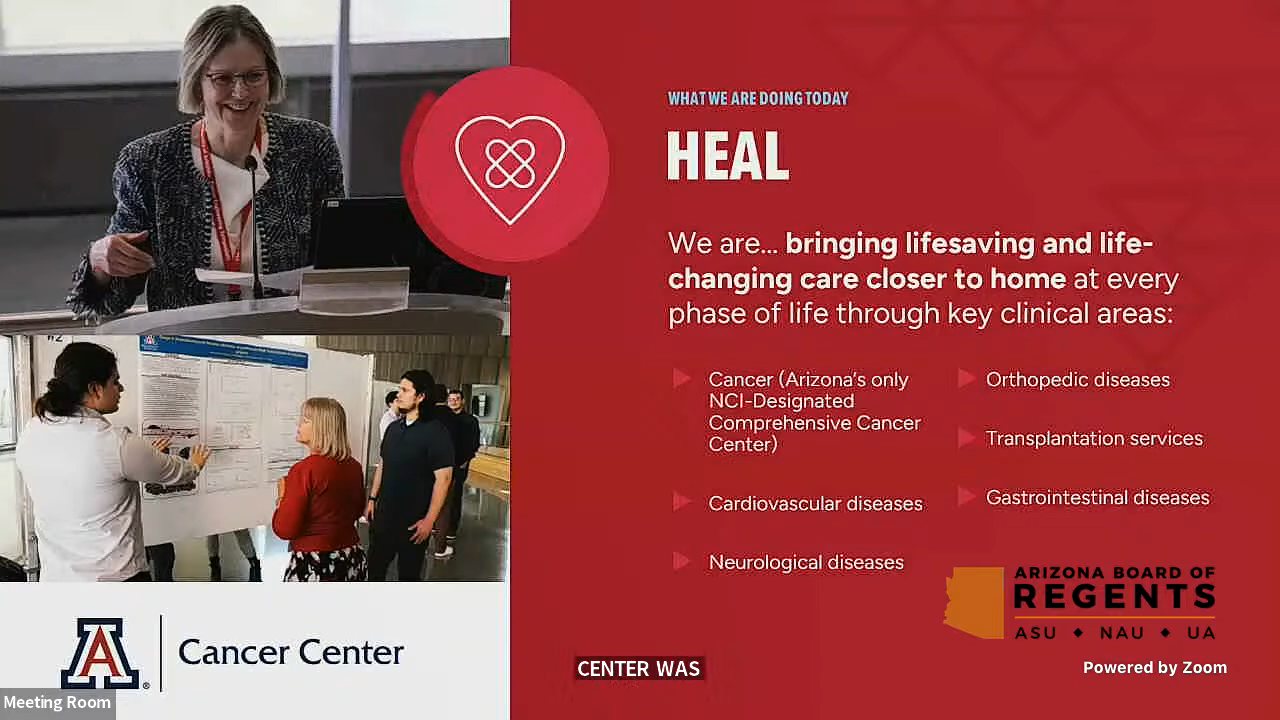 WHAT WE ARE DOING TODAY
HEAL
We are... bringing lifesaving and life-
changing care closer to home at every
phase of life through key clinical areas:
Cancer (Arizona's only
NCI-Designated
Comprehensive Cancer
Center)
Cardiovascular diseases
Neurological diseases
Orthopedic diseases
Transplantation services
Gastrointestinal diseases
#2
A
Cancer Center
Meeting Room
CENTER WAS
ARIZONA BOARD OF
REGENTS
ASU ◆ NAU ◆ UA
Powered by Zoom